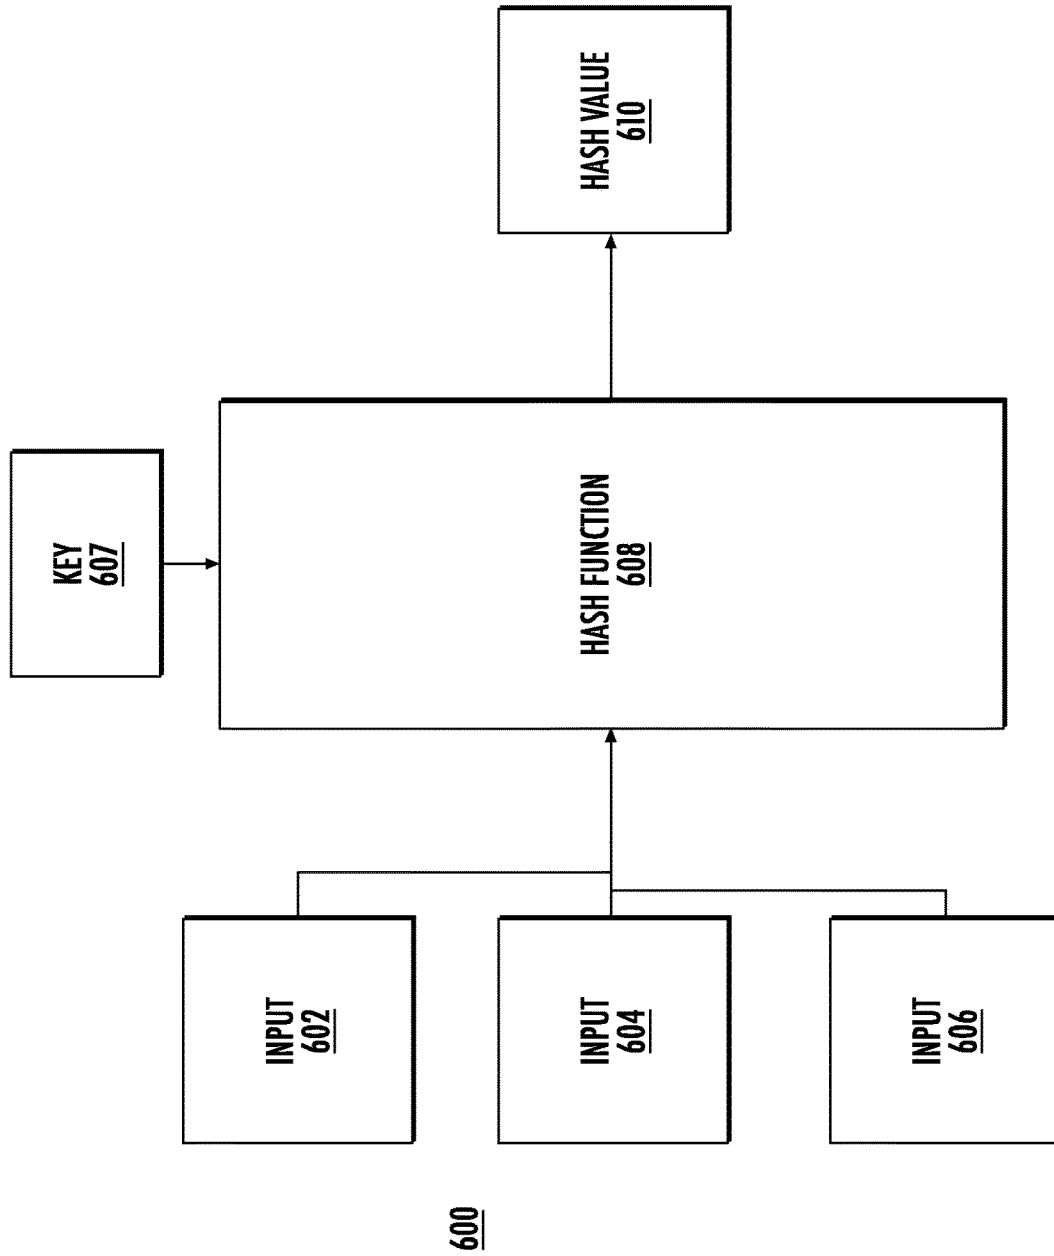 600
INPUT
602
INPUT
604
INPUT
606
KEY
607
HASH FUNCTION
608
HASH VALUE
610